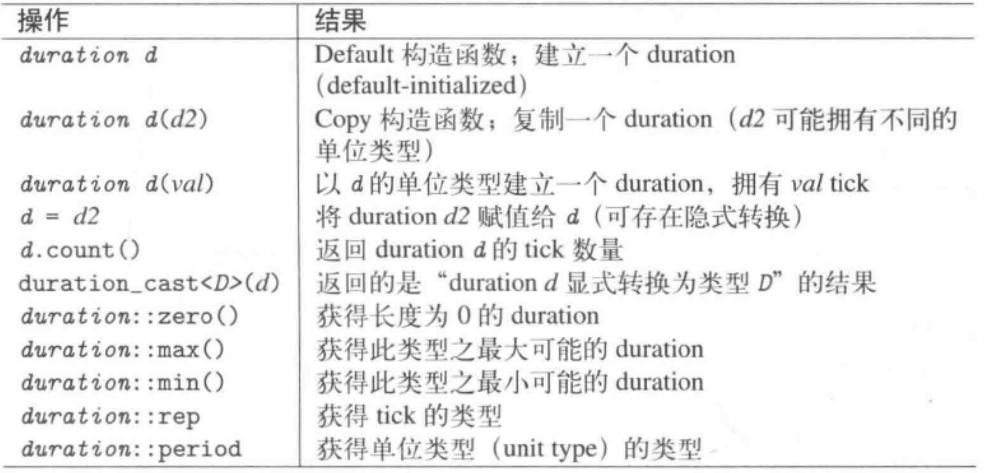 操作 结果
duration d Default 构造函数；建立一个 duration
(default-initialized)
duration d(d2) Copy 构造函数；复制一个 duration（d2 可能拥有不同的
单位类型）
duration d(val) 以 d 的单位类型建立一个 duration，拥有 val tick
d = d2 将 duration d2 赋值给 d（可存在隐式转换）
d.count() 返回 duration d 的 tick 数量
duration_cast<D>(d) 返回的是“duration d 显式转换为类型 D”的结果
duration::zero() 获得长度为 0 的 duration
duration::max() 获得此类型之最大可能的 duration
duration::min() 获得此类型之最小可能的 duration
duration::rep 获得 tick 的类型
duration::period 获得单位类型（unit type）的类型